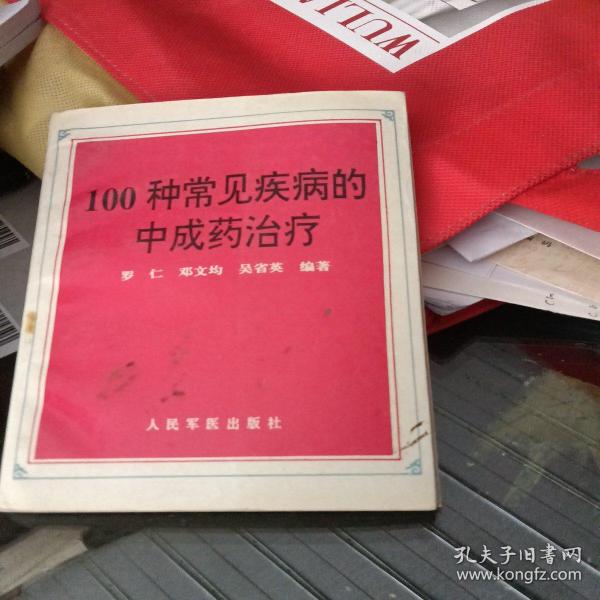 WULIA
100 种常见疾病的
中成药治疗
罗 仁 邓文均 吴省英 编著
人民军医出版社
孔夫子旧书网
www.kongfz.com